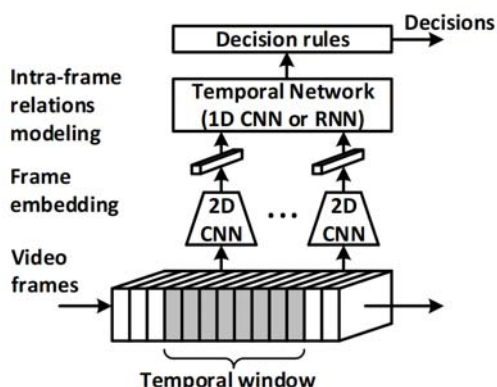 Decisions
Decision rules
Intra-frame
relations
modeling
Temporal Network
(1D CNN or RNN)
Frame
embedding
2D
CNN
...
2D
CNN
Video
frames
Temporal window